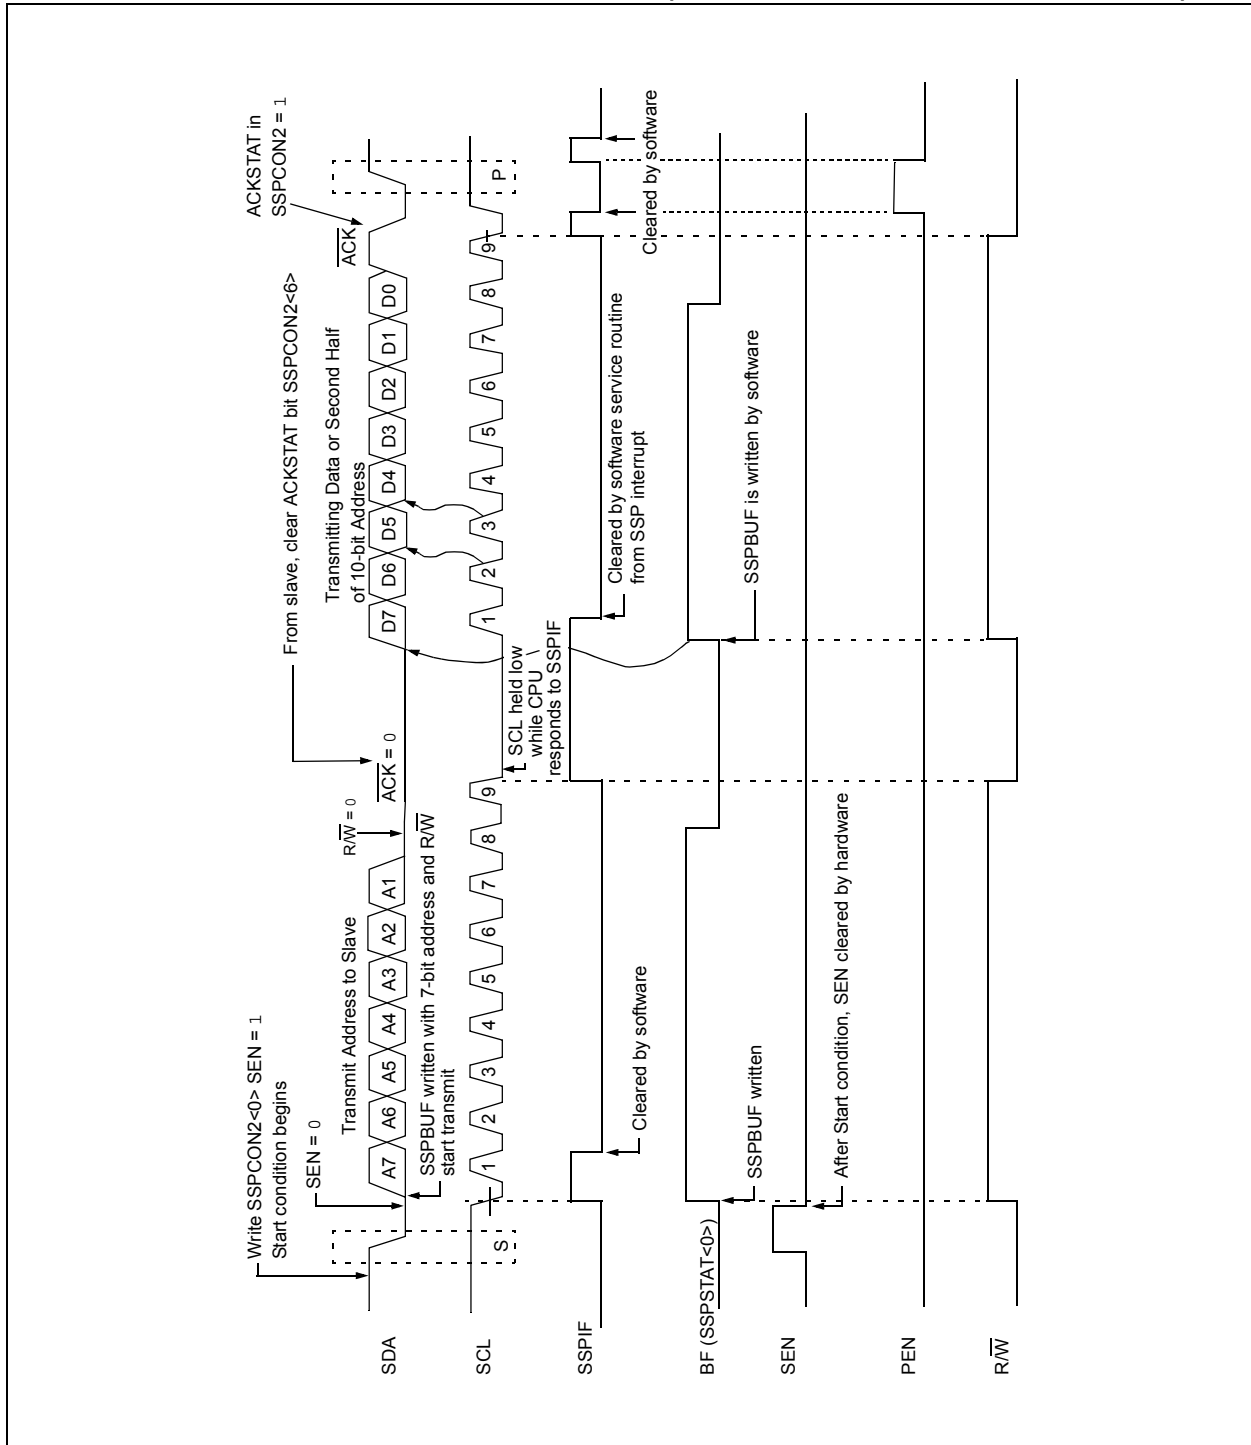 Write SSPCON2<0> SEN = 1
Start condition begins
SEN = 0
Transmit Address to Slave
R/W = 0
From slave, clear ACKSTAT bit SSPCON2<6>
ACK = 0
Transmitting Data or Second Half
of 10-bit Address
ACK
ACKSTAT in
SSPCON2 = 1
SDA
A7 A6 A5 A4 A3 A2 A1
D7 D6 D5 D4 D3 D2 D1 D0
SSPBUF written with 7-bit address and R/W
start transmit
SCL
S
1 2 3 4 5 6 7 8 9
1 2 3 4 5 6 7 8 9
P
SCL held low
while CPU
responds to SSPIF
SSPIF
Cleared by software
Cleared by software service routine
from SSP interrupt
Cleared by software
Cleared by software
BF (SSPSTAT<0>)
SSPBUF written
SSPBUF is written by software
SEN
After Start condition, SEN cleared by hardware
PEN
R/W